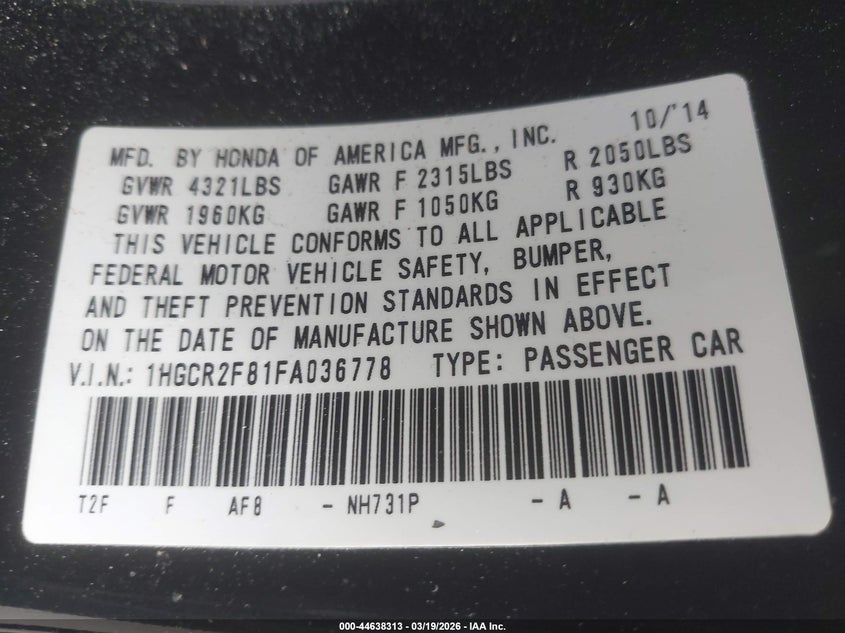 MFD. BY HONDA OF AMERICA MFG., INC. 10/'14
GVWR 4321LBS GAWR F 2315LBS R 2050LBS
GVWR 1960KG GAWR F 1050KG R 930KG
THIS VEHICLE CONFORMS TO ALL APPLICABLE
FEDERAL MOTOR VEHICLE SAFETY, BUMPER,
AND THEFT PREVENTION STANDARDS IN EFFECT
ON THE DATE OF MANUFACTURE SHOWN ABOVE.
V.I.N.: 1HGCR2F81FA036778 TYPE: PASSENGER CAR
T2F F AF8 - NH731P - A - A
000-44638313 - 03/19/2026 - IAA Inc.